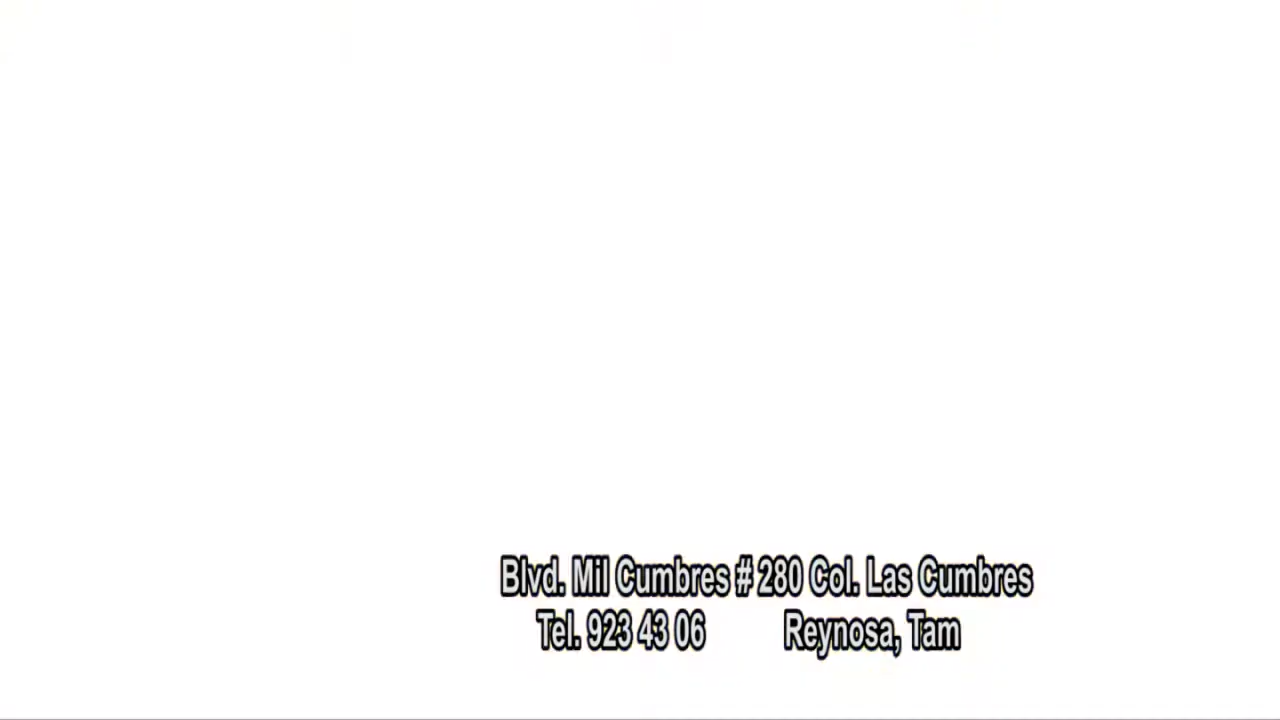 Blvd. Mil Cumbres # 280 Col. Las Cumbres
Tel. 923 43 06 Reynosa, Tam